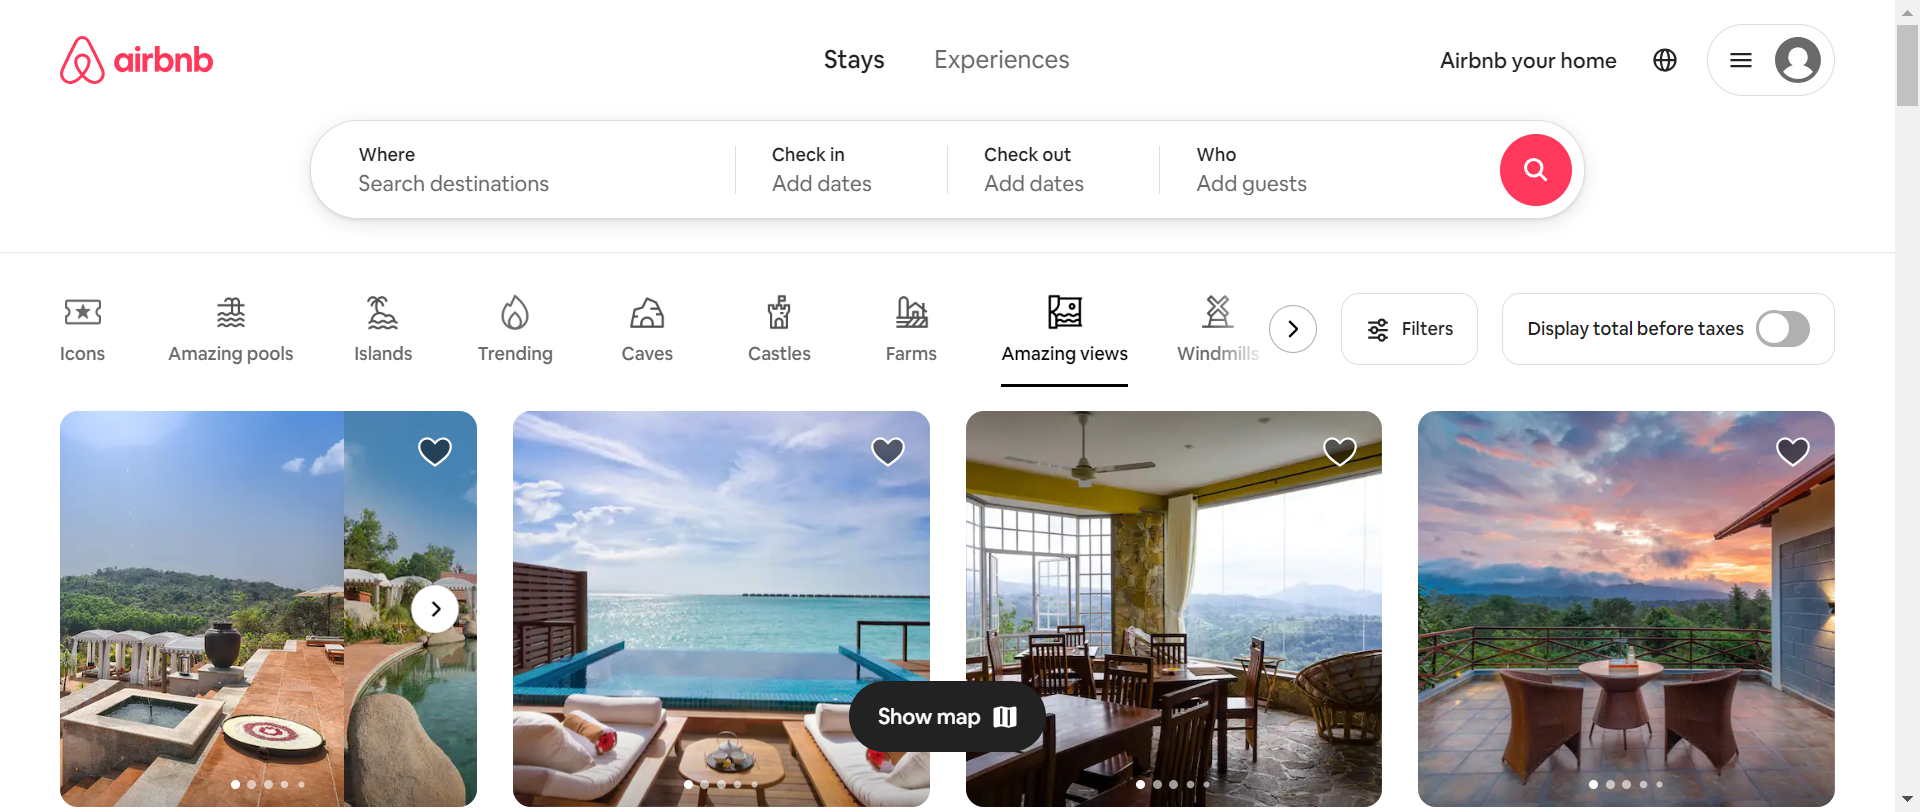 airbnb
Stays
Experiences
Airbnb your home
Where
Search destinations
Check in
Add dates
Check out
Add dates
Who
Add guests
Icons
Amazing pools
Islands
Trending
Caves
Castles
Farms
Amazing views
Windmills
Filters
Display total before taxes
Show map